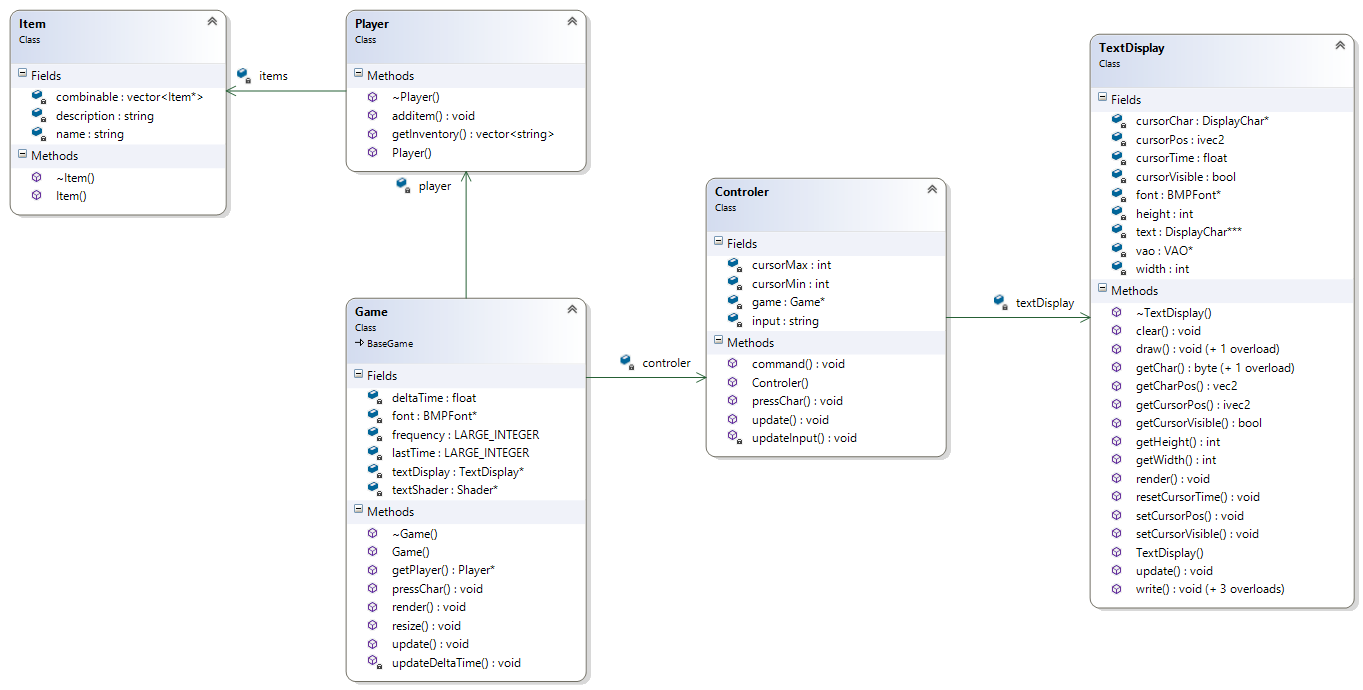 Item
Class
Fields
combinable : vector<Item*>
description : string
name : string
Methods
~Item()
Item()
items
Player
Class
Methods
~Player()
additem() : void
getInventory() : vector<string>
Player()
player
Game
Class
BaseGame
Fields
deltaTime : float
font : BMPFont*
frequency : LARGE_INTEGER
lastTime : LARGE_INTEGER
textDisplay : TextDisplay*
textShader : Shader*
Methods
~Game()
Game()
getPlayer() : Player*
pressChar() : void
render() : void
resize() : void
update() : void
updateDeltaTime() : void
controler
Controler
Class
Fields
cursorMax : int
cursorMin : int
game : Game*
input : string
Methods
command() : void
Controler()
pressChar() : void
update() : void
updateInput() : void
textDisplay
TextDisplay
Class
Fields
cursorChar : DisplayChar*
cursorPos : ivec2
cursorTime : float
cursorVisible : bool
font : BMPFont*
height : int
text : DisplayChar***
vao : VAO*
width : int
Methods
~TextDisplay()
clear() : void
draw() : void (+ 1 overload)
getChar() : byte (+ 1 overload)
getCharPos() : vec2
getCursorPos() : ivec2
getCursorVisible() : bool
getHeight() : int
getWidth() : int
render() : void
resetCursorTime() : void
setCursorPos() : void
setCursorVisible() : void
TextDisplay()
update() : void
write() : void (+ 3 overloads)